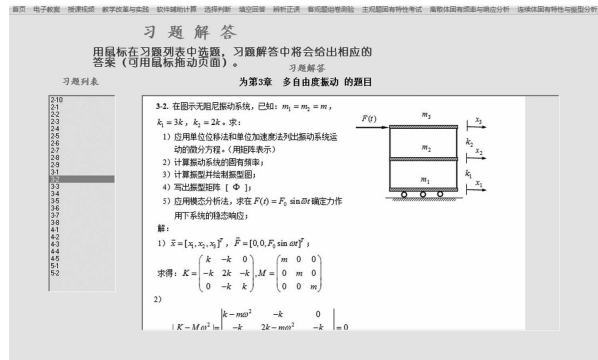 首页 电子教案 授课视频 教学改革与实践 软件辅助计算 选择判断 填空回答 辨析正误 客观题组卷测验 主观题固有特性考试 离散体固有频率与响应分析 连续体固有特性与振型分析
习 题 解 答
用鼠标在习题列表中选题，习题解答中将会给出相应的
答案（可用鼠标拖动页面）。
习题解答
习题列表
为第3章 多自由度振动 的题目
2-10
2-1
2-2
2-3
2-4
2-5
2-6
2-7
2-8
2-9
3-1
3-2
3-3
3-4
3-5
3-6
3-7
3-8
4-1
4-2
4-3
4-4
4-5
5-1
5-2
3-2. 在图示无阻尼振动系统，已知：m₁ = m₂ = m，
k₁ = 3k，k₂ = 2k。求：
1）应用单位位移法和单位加速度法列出振动系统运
动的微分方程。（用矩阵表示）
2）计算振动系统的固有频率；
3）计算振型并绘制振型图；
4）写出振型矩阵 [ Φ ]；
5）应用模态分析法，求在 F(t) = F₀ sin ϖt 确定力作
用下系统的稳态响应；
F(t)
m₃
x₃
k₂
m₂
x₂
k₁
m₁
x₁
解：
1) x̄ = [x₁, x₂, x₃]ᵀ，F̄ = [0,0,F₀ sin ωt]ᵀ；
求得：K = ( k -k 0 ; -k 2k -k ; 0 -k k ), M = ( m 0 0 ; 0 m 0 ; 0 0 m )
2)
| K - Mω² | = | k - mω² -k 0 ; -k 2k - mω² -k | = 0